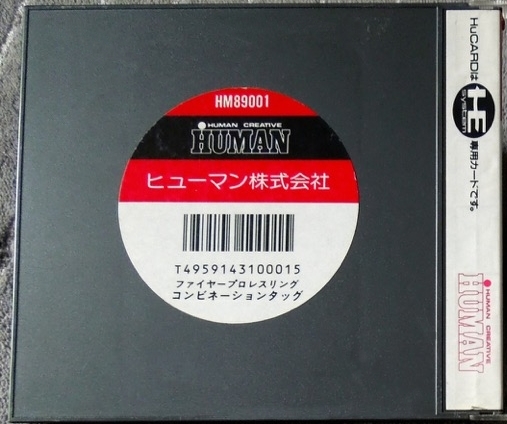 HM89001
HUMAN CREATIVE
HUMAN
ヒューマン株式会社
T4959143100015
ファイヤープロレスリング
コンビネーションタッグ
HuCARDは HE system 専用カードです。
HUMAN CREATIVE
HUMAN